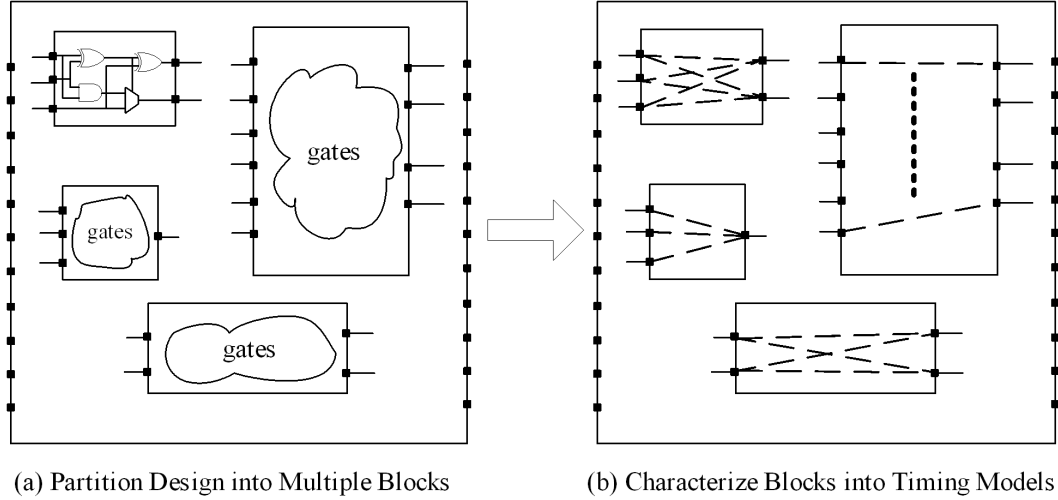 gates
gates
gates
(a) Partition Design into Multiple Blocks
(b) Characterize Blocks into Timing Models